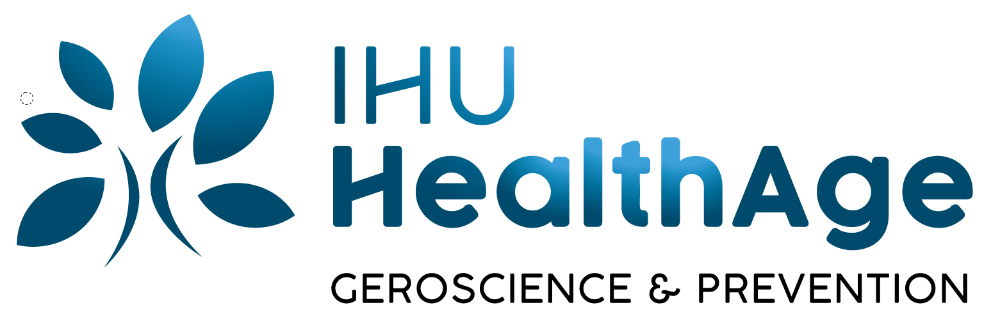 IHU
HealthAge
GEROSCIENCE & PREVENTION